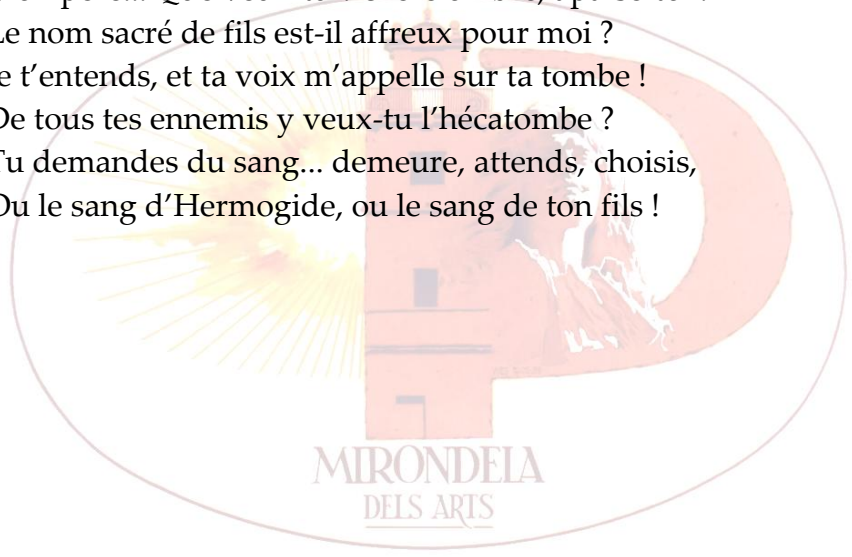 Le nom sacré de fils est-il affreux pour moi ?
e t’entends, et ta voix m’appelle sur ta tombe !
De tous tes ennemis y veux-tu l’hécatombe ?
Tu demandes du sang... demeure, attends, choisis,
Ou le sang d’Hermogide, ou le sang de ton fils !
MIRONDELA
DELS ARTS